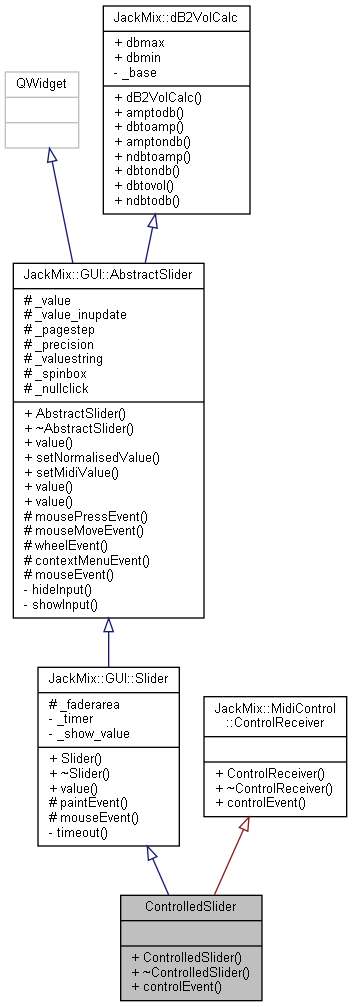 JackMix::dB2VolCalc
+ dbmax
+ dbmin
- _base
+ dB2VolCalc()
+ amptodb()
+ dbtoamp()
+ amptondb()
+ ndbtoamp()
+ dbtondb()
+ dbtovol()
+ ndbtodb()
QWidget
JackMix::GUI::AbstractSlider
# _value
# _value_inupdate
# _pagestep
# _precision
# _valuestring
# _spinbox
# _nullclick
+ AbstractSlider()
+ ~AbstractSlider()
+ value()
+ setNormalisedValue()
+ setMidiValue()
+ value()
+ value()
# mousePressEvent()
# mouseMoveEvent()
# wheelEvent()
# contextMenuEvent()
# mouseEvent()
- hideInput()
- showInput()
JackMix::GUI::Slider
# _faderarea
- _timer
- _show_value
+ Slider()
+ ~Slider()
+ value()
# paintEvent()
# mouseEvent()
- timeout()
JackMix::MidiControl
::ControlReceiver
+ ControlReceiver()
+ ~ControlReceiver()
+ controlEvent()
ControlledSlider
+ ControlledSlider()
+ ~ControlledSlider()
+ controlEvent()